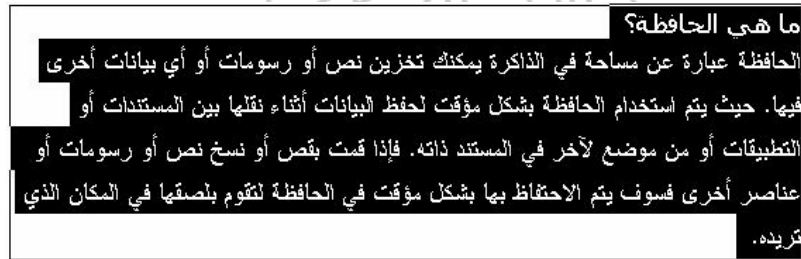 ما هي الحافظة؟
الحافظة عبارة عن مساحة في الذاكرة يمكنك تخزين نص أو رسومات أو أي بيانات أخرى
فيها. حيث يتم استخدام الحافظة بشكل مؤقت لحفظ البيانات أثناء نقلها بين المستندات أو
التطبيقات أو من موضع لآخر في المستند ذاته. فإذا قمت بقص أو نسخ نص أو رسومات أو
عناصر أخرى فسوف يتم الاحتفاظ بها بشكل مؤقت في الحافظة لتقوم بلصقها في المكان الذي
تريده.